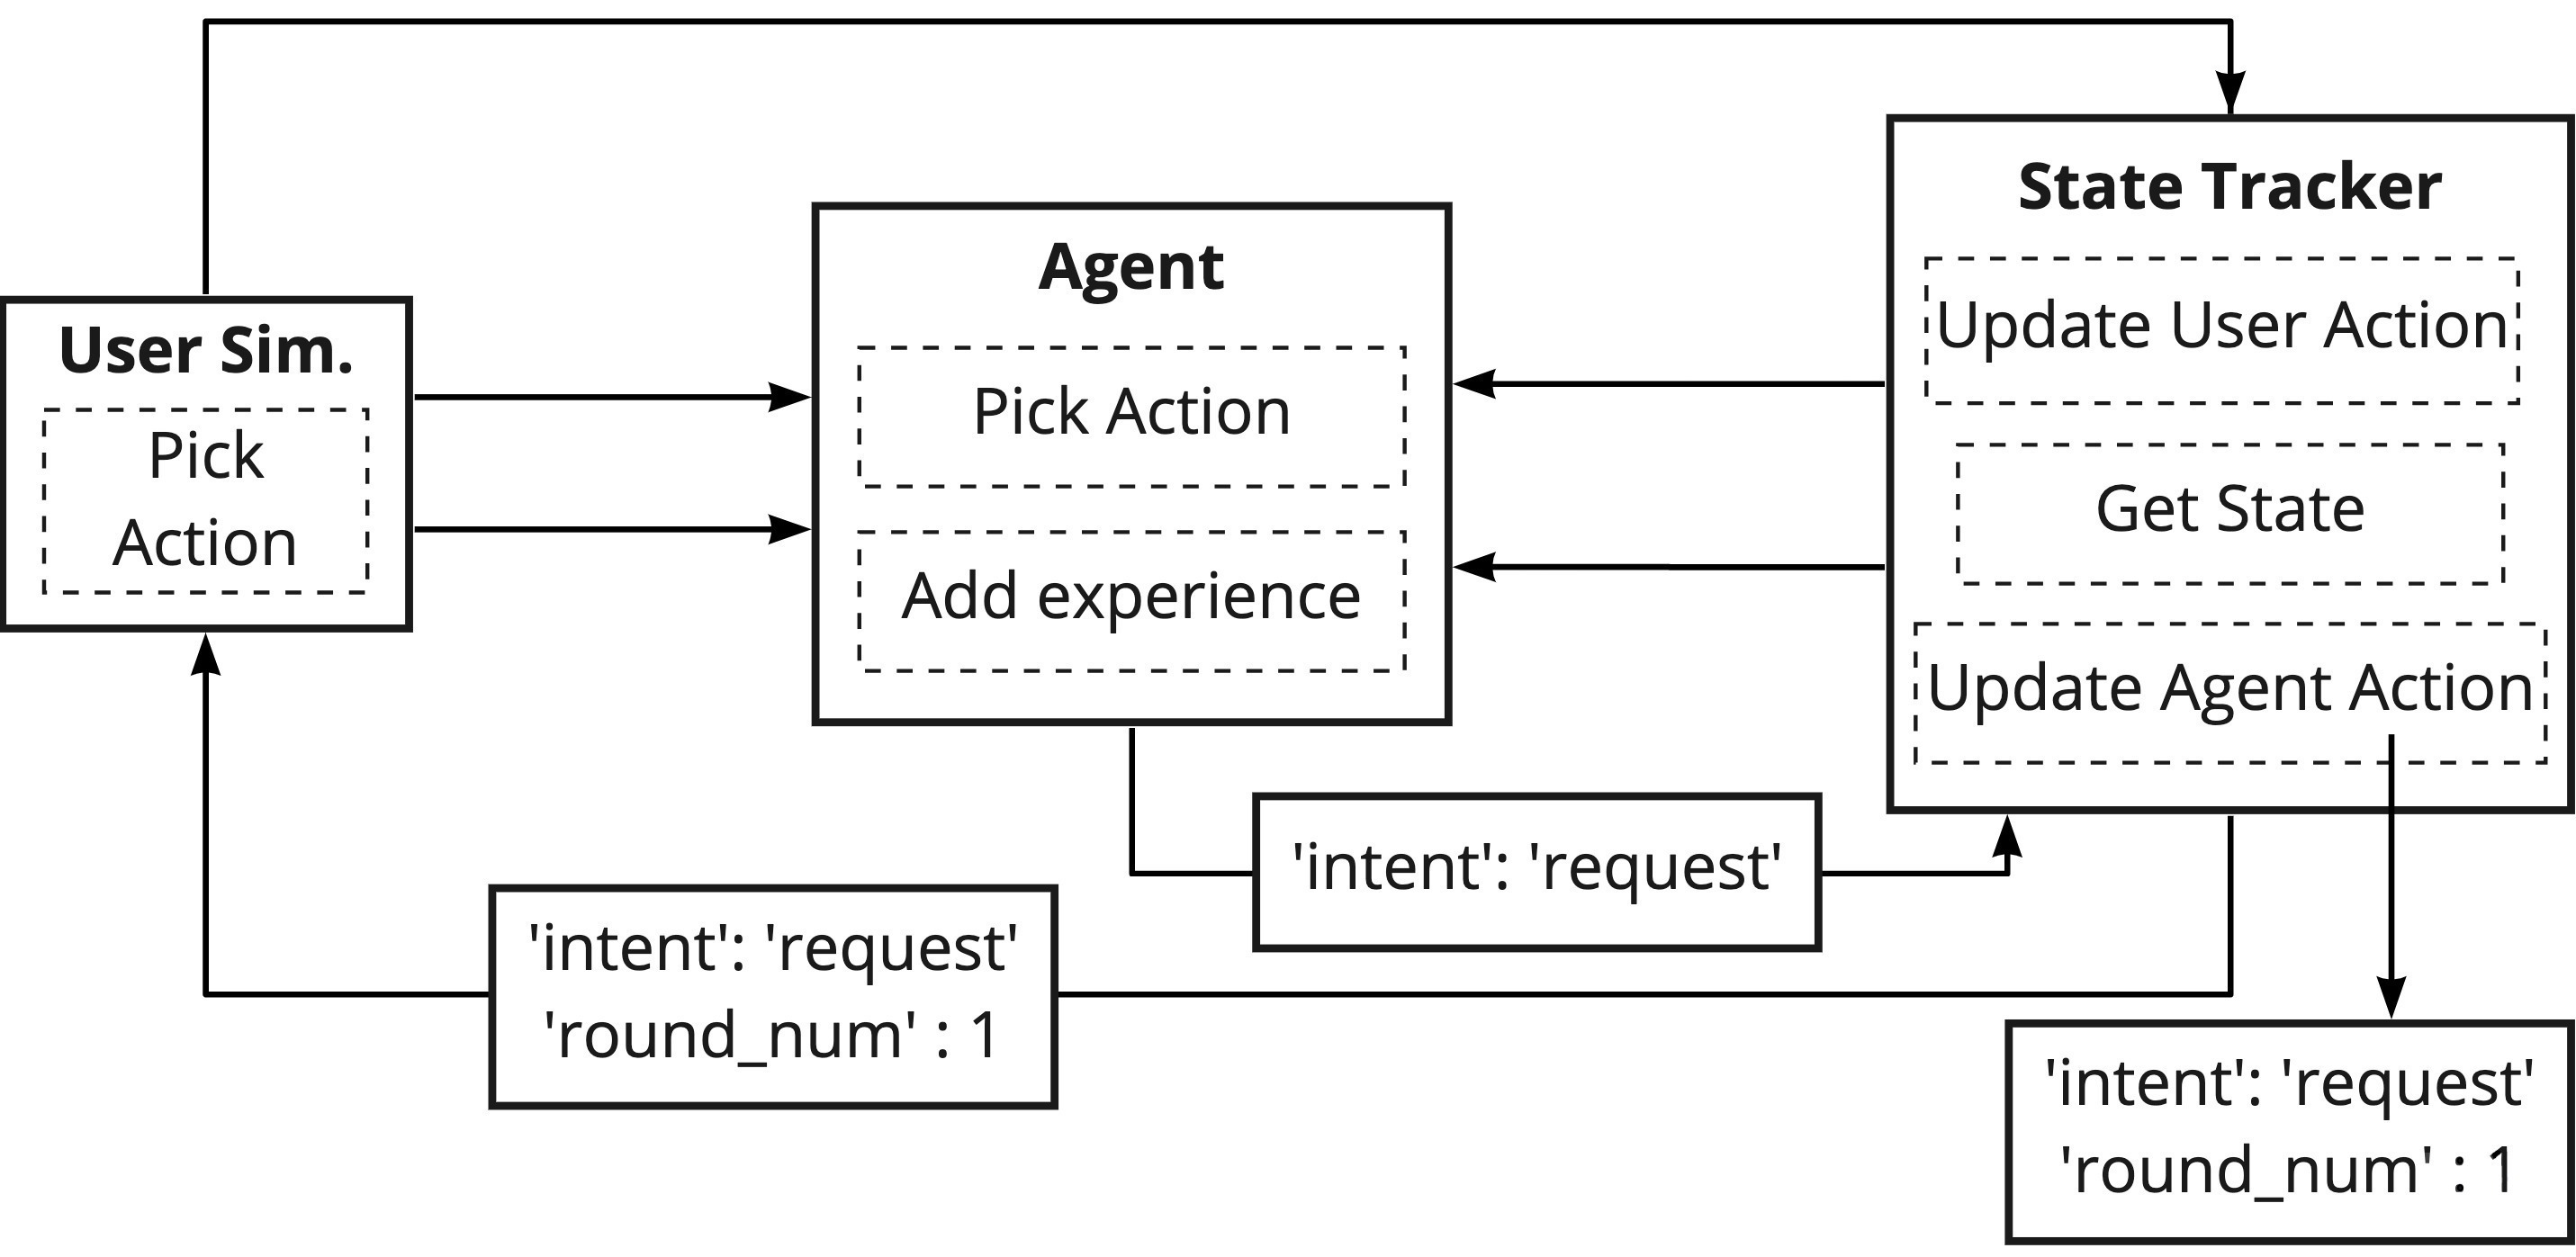 User Sim.
Pick
Action
Agent
Pick Action
Add experience
State Tracker
Update User Action
Get State
Update Agent Action
'intent': 'request'
'intent': 'request'
'round_num' : 1
'intent': 'request'
'round_num' : 1